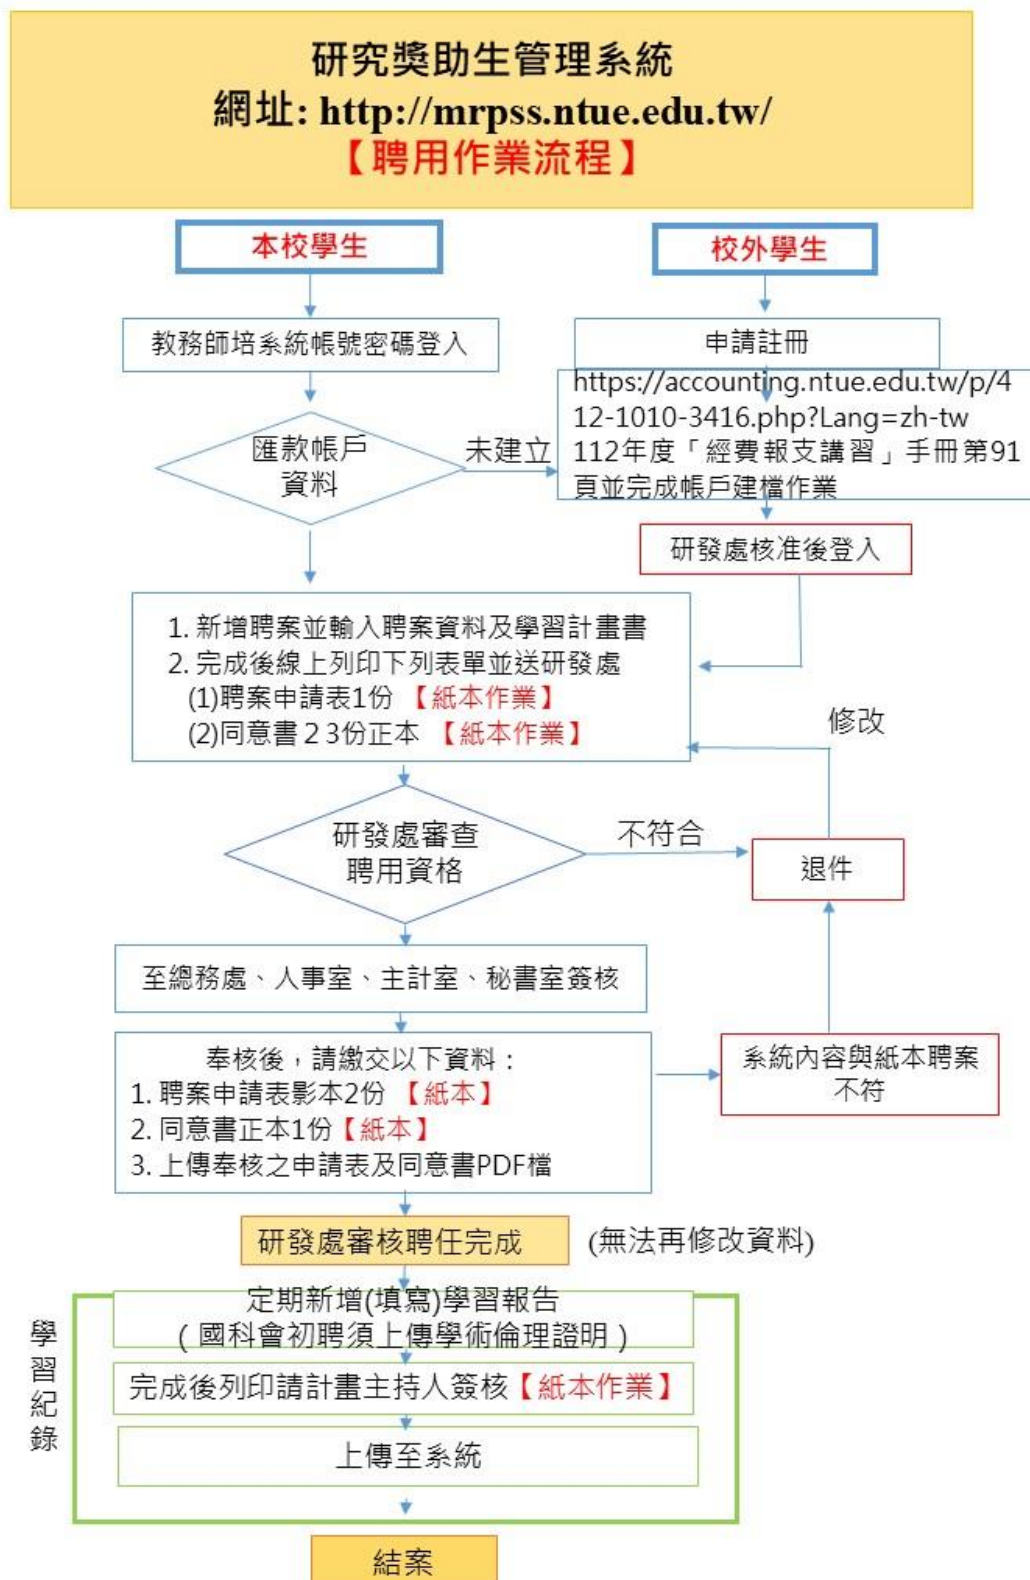 研究獎助生管理系統
網址: http://mrpss.ntue.edu.tw/
【聘用作業流程】
本校學生
校外學生
教務師培系統帳號密碼登入
申請註冊
匯款帳戶
資料
未建立
https://accounting.ntue.edu.tw/p/4
12-1010-3416.php?Lang=zh-tw
112年度「經費報支講習」手冊第91
頁並完成帳戶建檔作業
研發處核准後登入
1. 新增聘案並輸入聘案資料及學習計畫書
2. 完成後線上列印下列表單並送研發處
(1)聘案申請表1份 【紙本作業】
(2)同意書２3份正本 【紙本作業】
修改
研發處審查
聘用資格
不符合
退件
至總務處、人事室、主計室、秘書室簽核
奉核後，請繳交以下資料：
1. 聘案申請表影本2份 【紙本】
2. 同意書正本1份【紙本】
3. 上傳奉核之申請表及同意書PDF檔
系統內容與紙本聘案
不符
研發處審核聘任完成
(無法再修改資料)
學習紀錄
定期新增(填寫)學習報告
（國科會初聘須上傳學術倫理證明）
完成後列印請計畫主持人簽核【紙本作業】
上傳至系統
結案